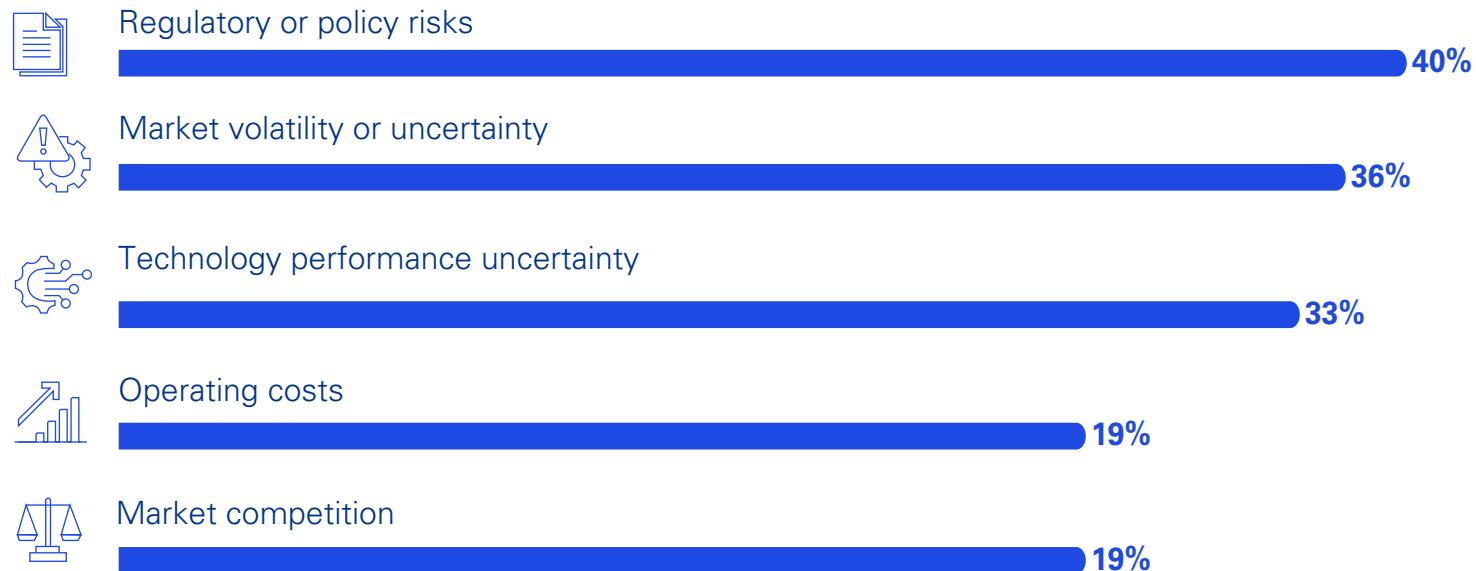 Regulatory or policy risks
40%
Market volatility or uncertainty
36%
Technology performance uncertainty
33%
Operating costs
19%
Market competition
19%